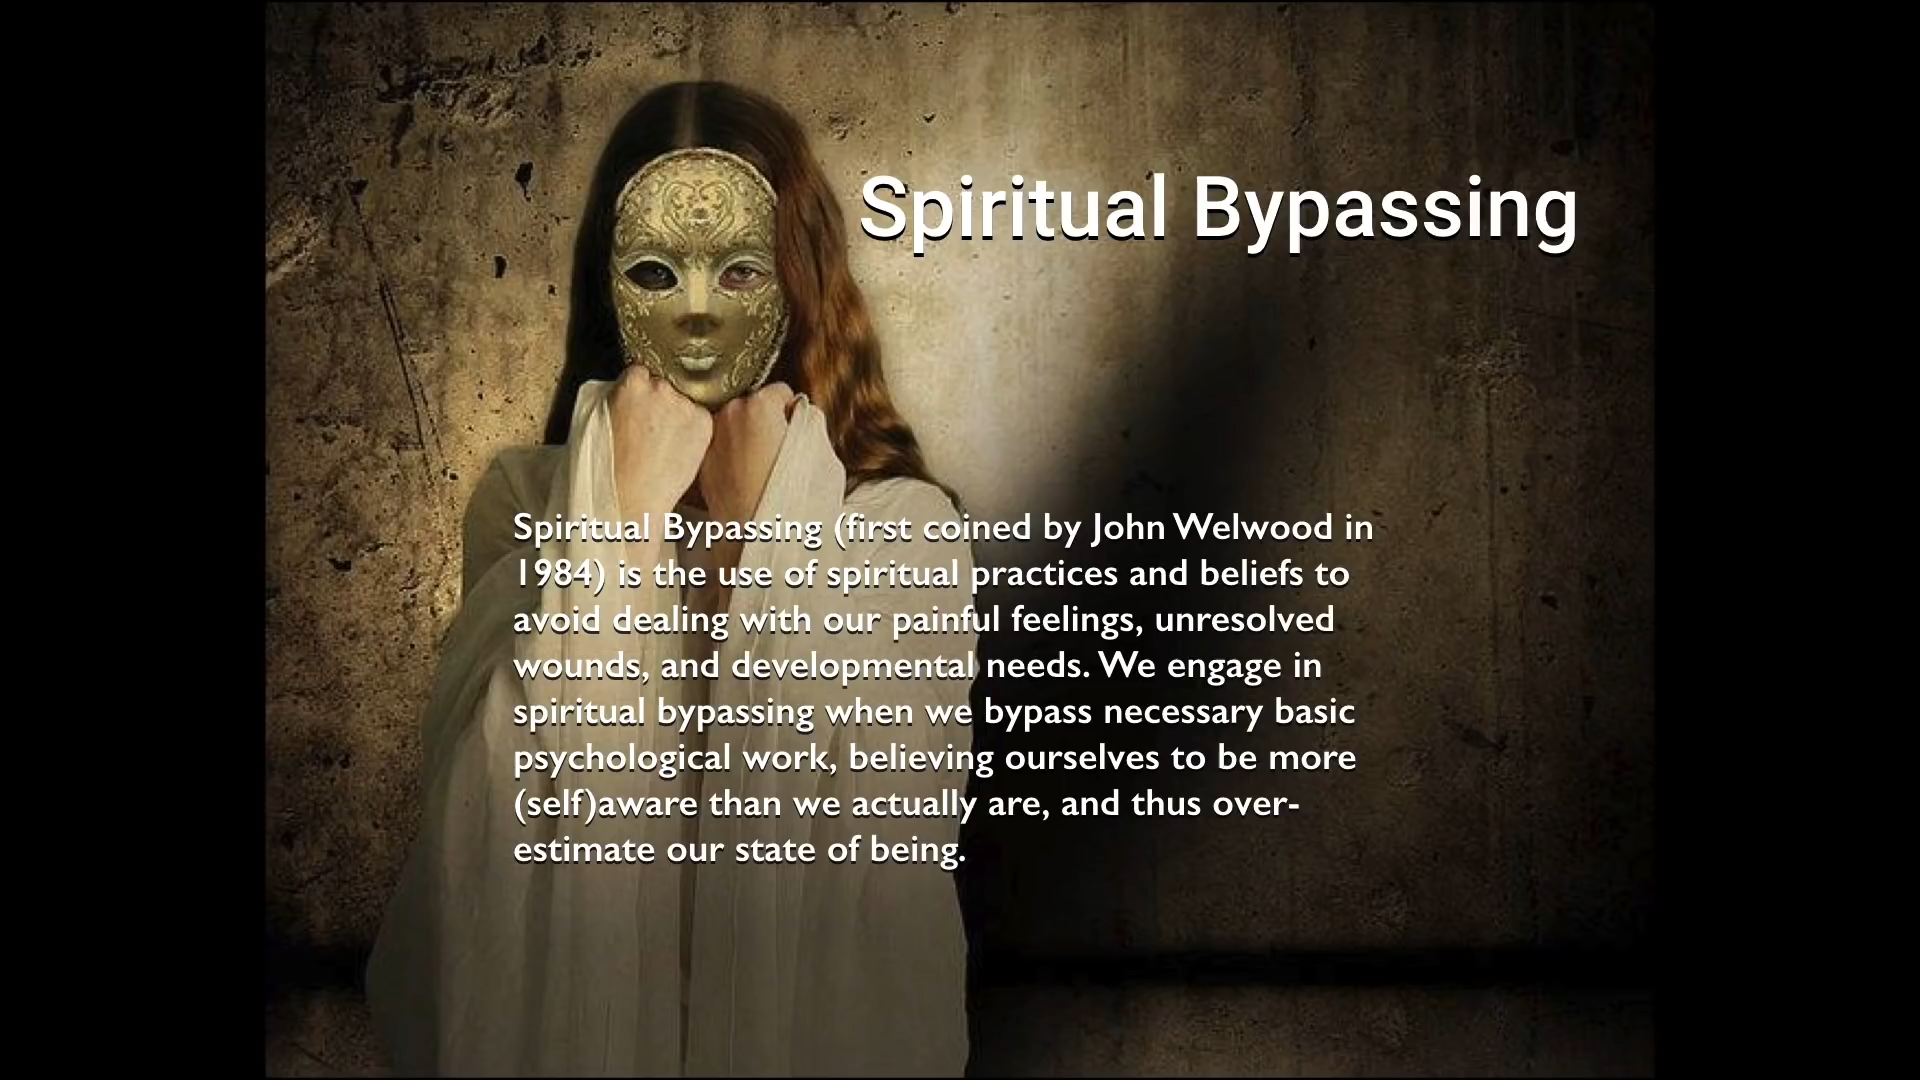 Spiritual Bypassing
Spiritual Bypassing (first coined by John Welwood in
1984) is the use of spiritual practices and beliefs to
avoid dealing with our painful feelings, unresolved
wounds, and developmental needs. We engage in
spiritual bypassing when we bypass necessary basic
psychological work, believing ourselves to be more
(self)aware than we actually are, and thus over-
estimate our state of being.